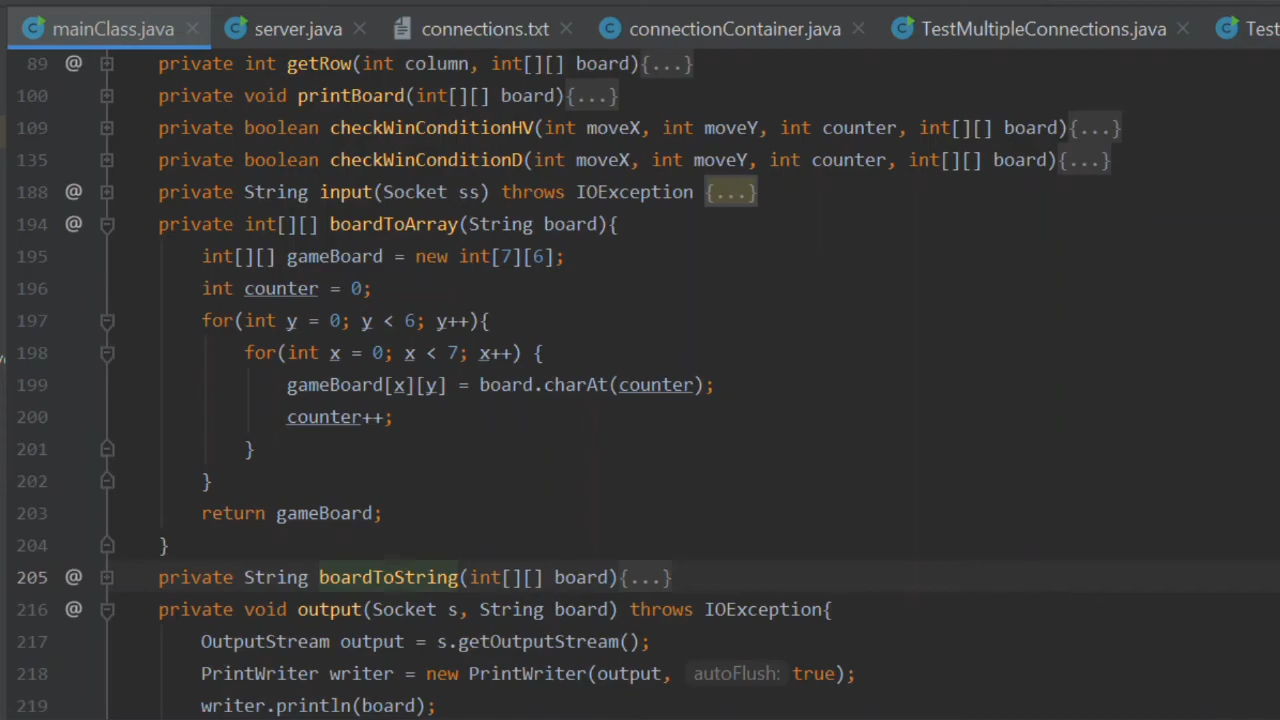 mainClass.java server.java connections.txt connectionContainer.java TestMultipleConnections.java Test
89 @ private int getRow(int column, int[][] board){...}
100 private void printBoard(int[][] board){...}
109 private boolean checkWinConditionHV(int moveX, int moveY, int counter, int[][] board){...}
135 private boolean checkWinConditionD(int moveX, int moveY, int counter, int[][] board){...}
188 @ private String input(Socket ss) throws IOException {...}
194 @ private int[][] boardToArray(String board){
195 int[][] gameBoard = new int[7][6];
196 int counter = 0;
197 for(int y = 0; y < 6; y++){
198 for(int x = 0; x < 7; x++) {
199 gameBoard[x][y] = board.charAt(counter);
200 counter++;
201 }
202 }
203 return gameBoard;
204 }
205 @ private String boardToString(int[][] board){...}
216 @ private void output(Socket s, String board) throws IOException{
217 OutputStream output = s.getOutputStream();
218 PrintWriter writer = new PrintWriter(output, autoFlush: true);
219 writer.println(board);